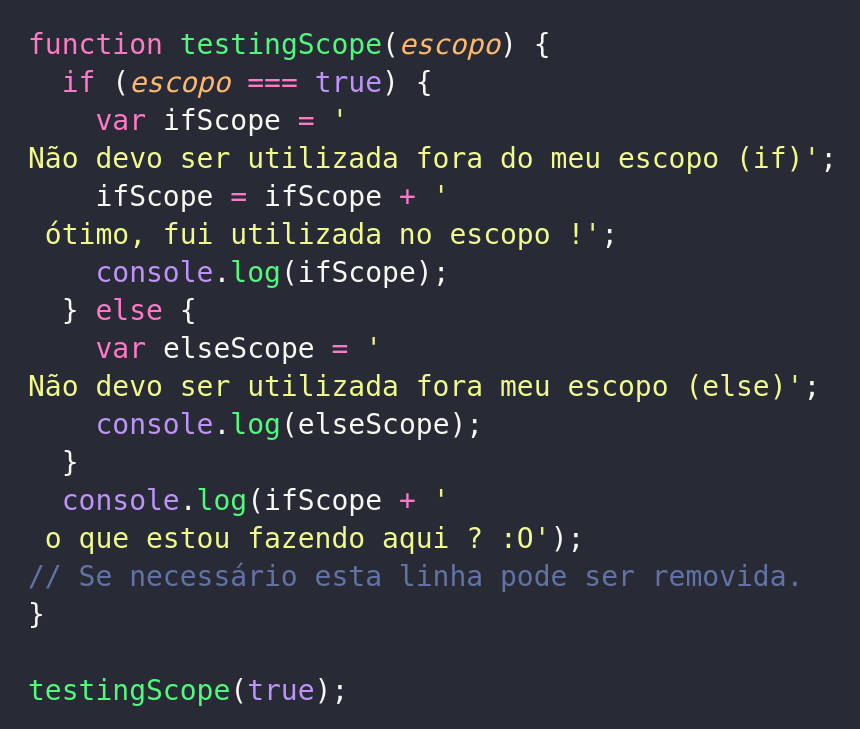 function testingScope(escopo) {
  if (escopo === true) {
    var ifScope = '
Não devo ser utilizada fora do meu escopo (if)';
    ifScope = ifScope + '
 ótimo, fui utilizada no escopo !';
    console.log(ifScope);
  } else {
    var elseScope = '
Não devo ser utilizada fora meu escopo (else)';
    console.log(elseScope);
  }
  console.log(ifScope + '
 o que estou fazendo aqui ? :O');
// Se necessário esta linha pode ser removida.
}

testingScope(true);